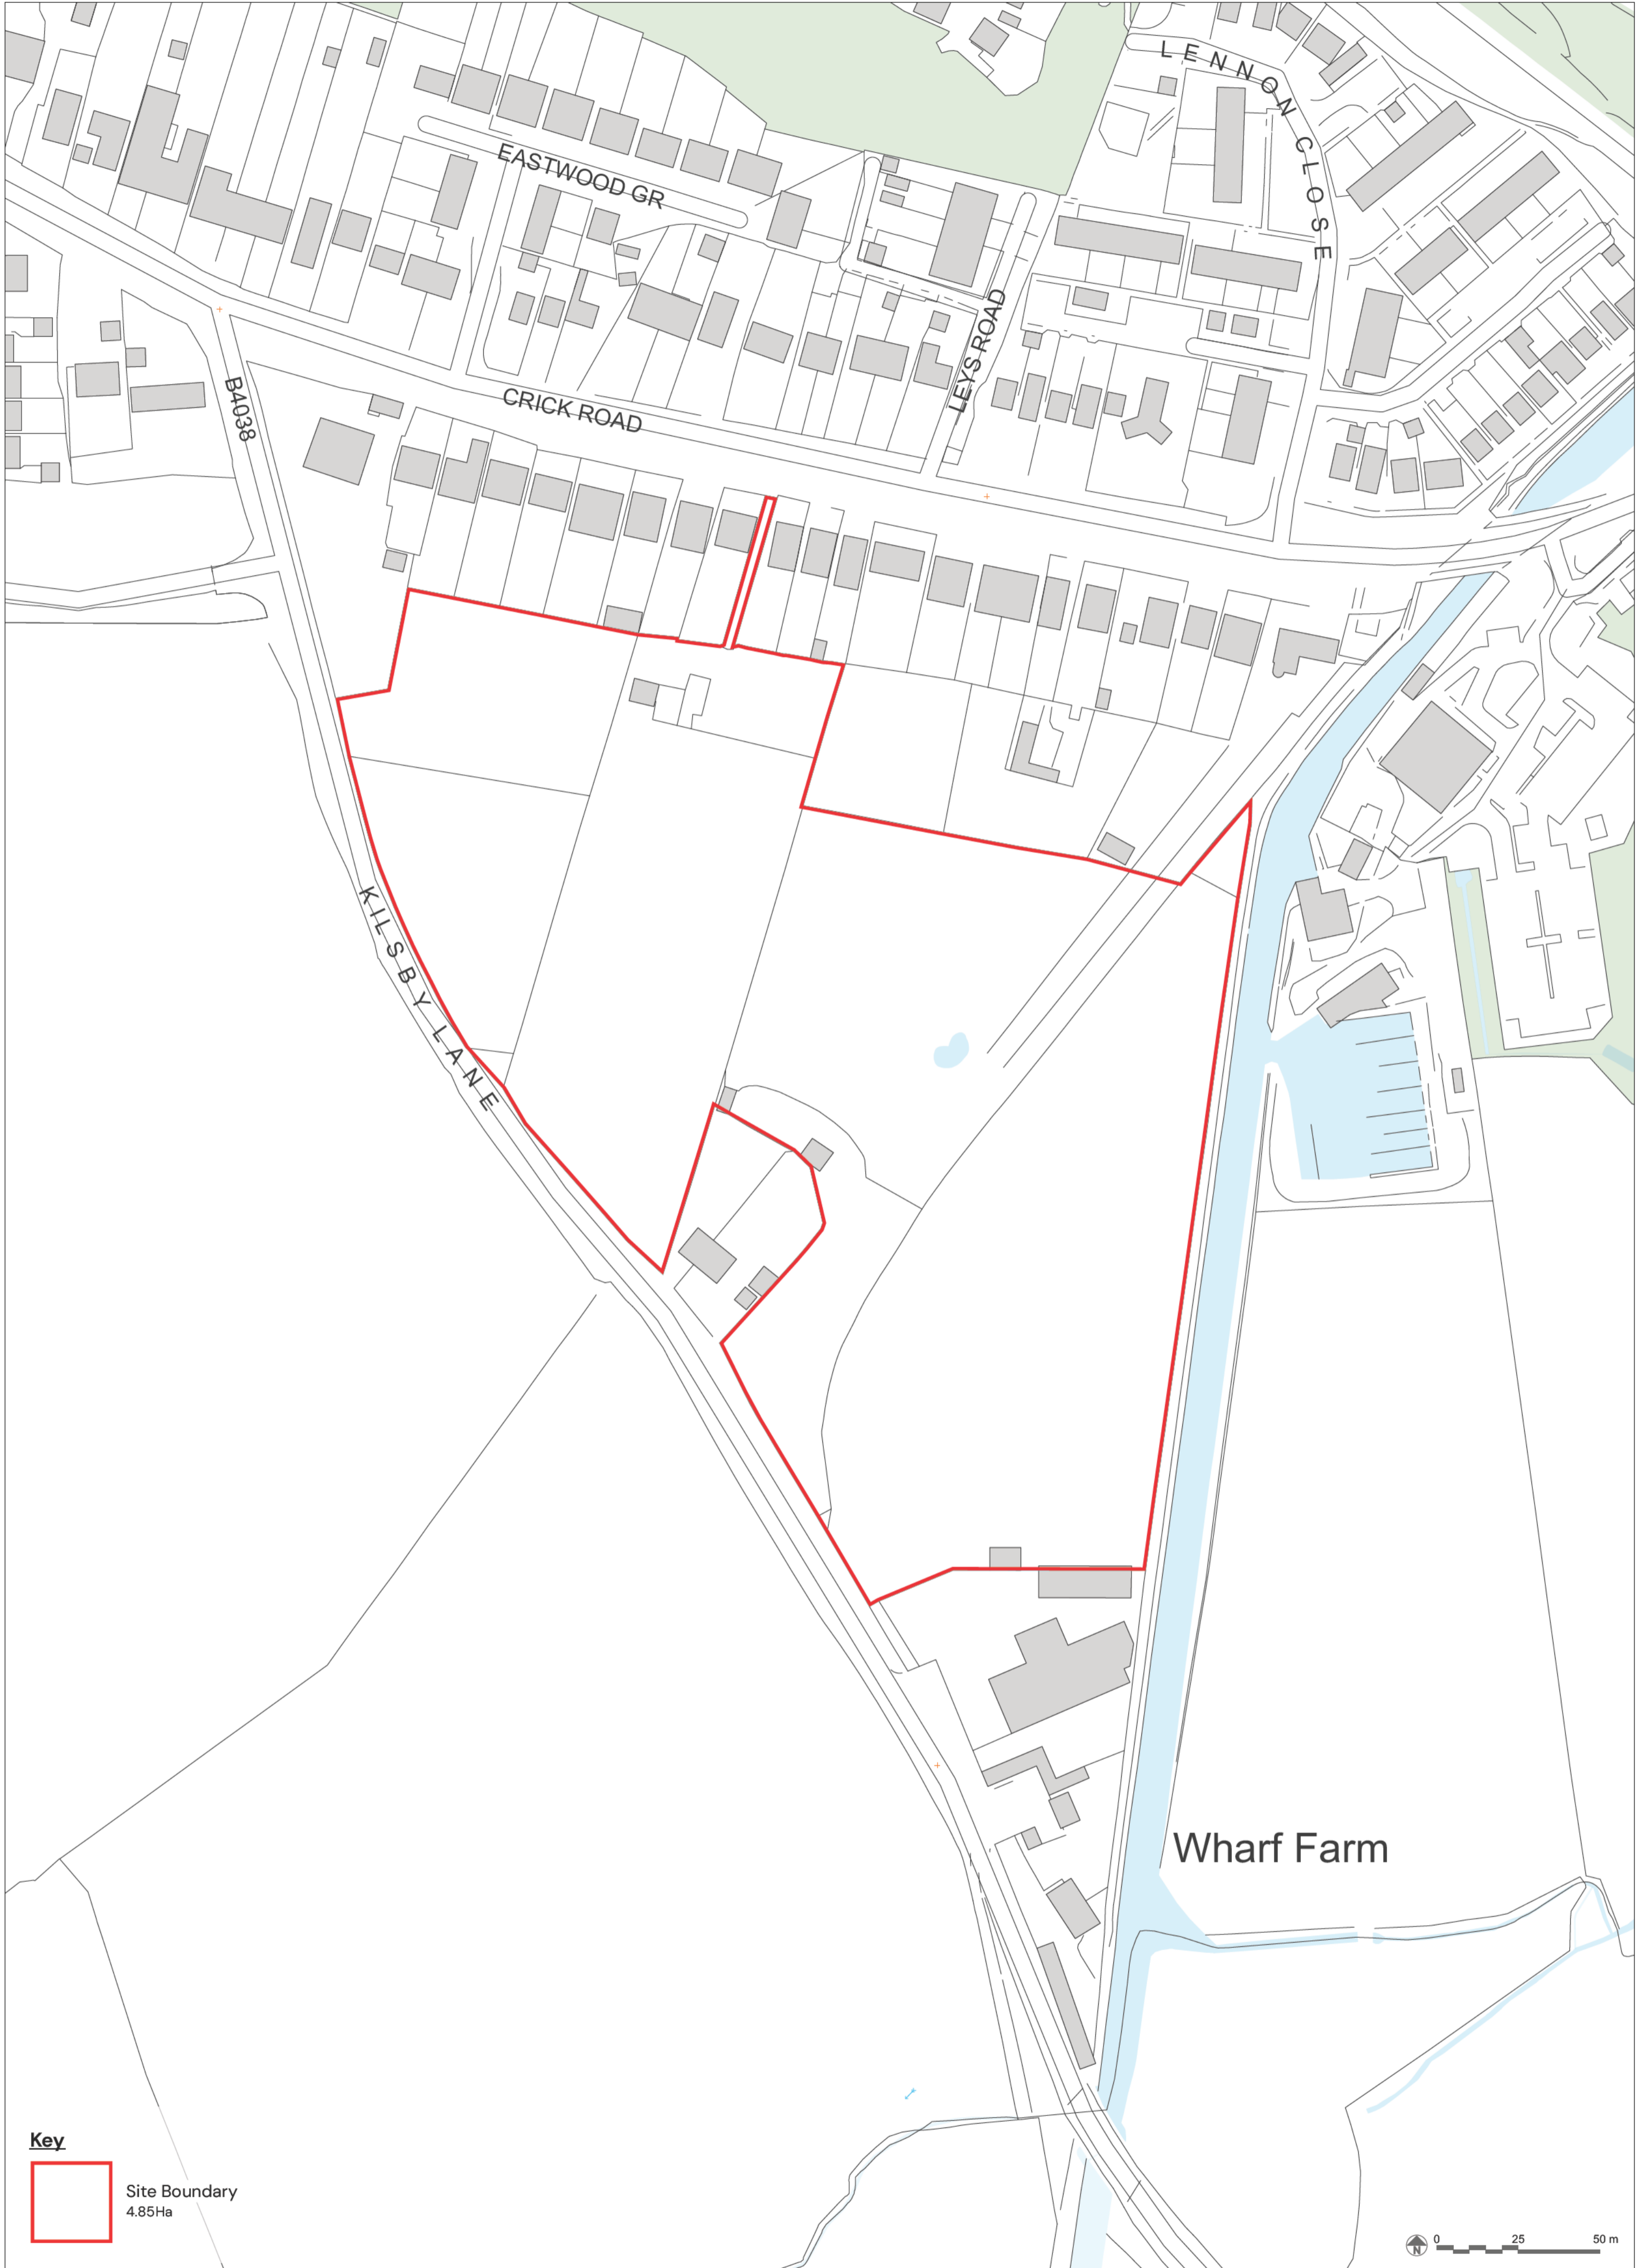 LENNON CLOSE
EASTWOOD GR
LEYS ROAD
B4038
CRICK ROAD
KILSBY LANE
Wharf Farm
Key
Site Boundary
4.85Ha
N
0 25 50 m